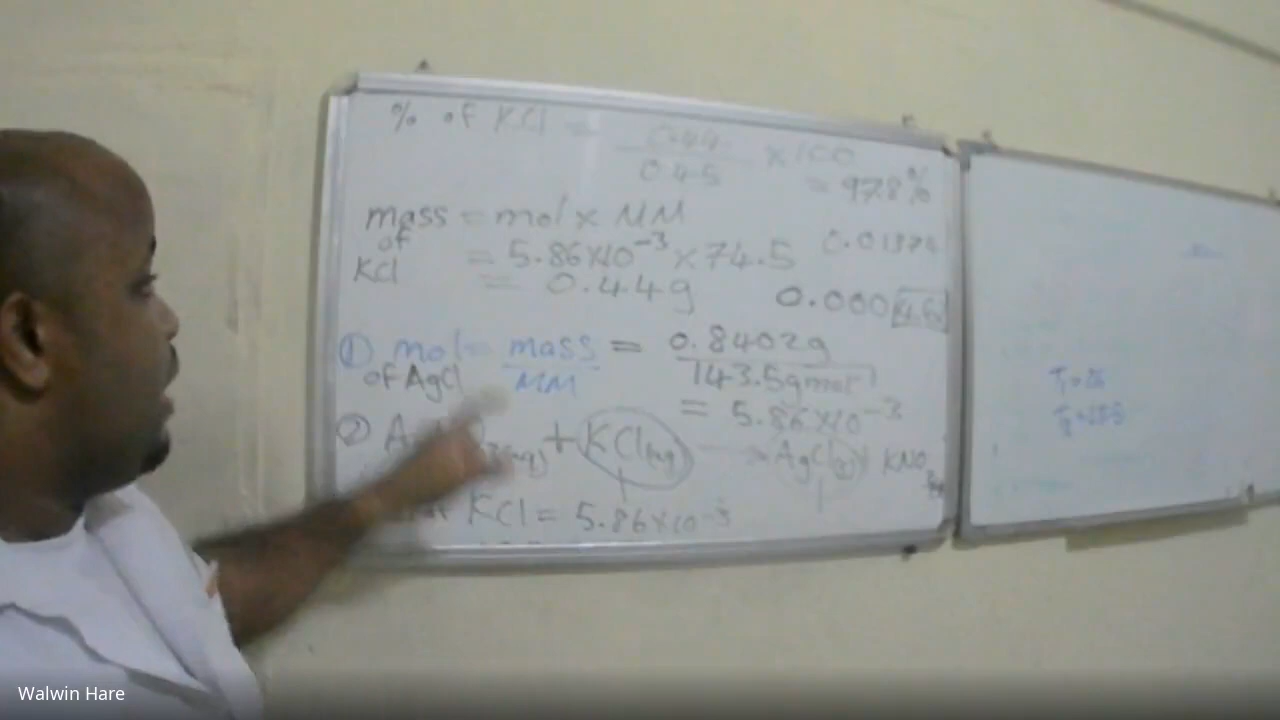 % of KCl = 0.44 / 0.45 × 100
= 97.8%
mass of KCl = mol × MM
= 5.86×10⁻³ × 74.5
= 0.44g
0.000
① mol of AgCl = mass / MM = 0.8402g / 143.5gmol⁻¹
= 5.86×10⁻³
② + KCl(aq) → AgCl(s) + KNO₃
KCl = 5.86×10⁻³
Walwin Hare